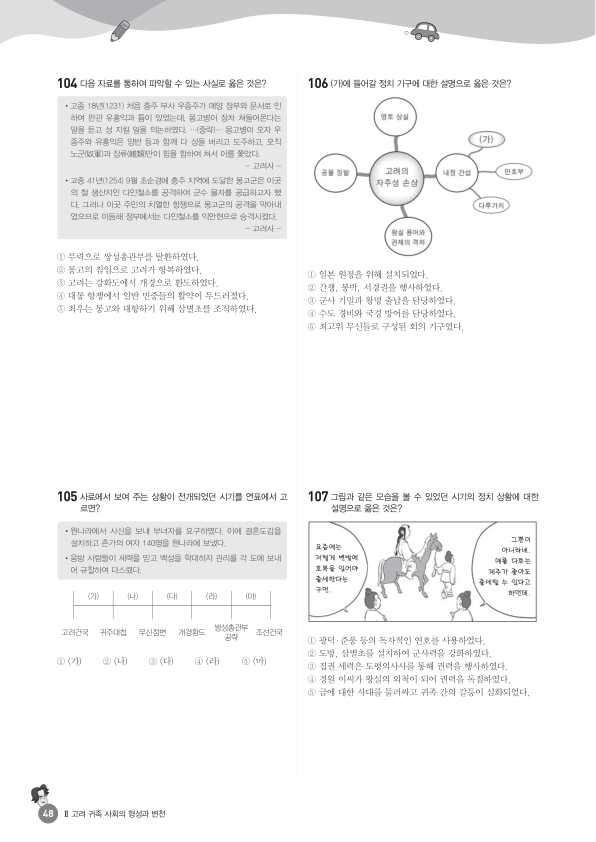 104 다음 자료를 통하여 파악할 수 있는 사실로 옳은 것은?
• 고종 18년(1231) 처음 충주 부사 우종주가 매양 장부와 문서로 인
하여 판관 유홍익과 틈이 있었는데, 몽고병이 장차 쳐들어온다는
말을 듣고 성 지킬 일을 의논하였다. …(중략)… 몽고병이 오자 우
종주와 유홍익은 양반 등과 함께 다 성을 버리고 도주하고, 오직
노군(奴軍)과 잡류(雜類)만이 힘을 합하여 쳐서 이를 쫓았다.
– 고려사 –
• 고종 41년(1254) 9월 초순경에 충주 지역에 도달한 몽고군은 이곳
의 철 생산지인 다인철소를 공격하여 군수 물자를 공급하고자 했
다. 그러나 이곳 주민의 치열한 항쟁으로 몽고군의 공격을 막아내
었으므로 이듬해 정부에서는 다인철소를 익안현으로 승격시켰다.
– 고려사 –
① 무력으로 쌍성총관부를 탈환하였다.
② 몽고의 침입으로 고려가 항복하였다.
③ 고려는 강화도에서 개경으로 환도하였다.
④ 대몽 항쟁에서 일반 민중들의 활약이 두드러졌다.
⑤ 최우는 몽고와 대항하기 위해 삼별초를 조직하였다.
105 사료에서 보여 주는 상황이 전개되었던 시기를 연표에서 고
르면?
• 원나라에서 사신을 보내 부녀자를 요구하였다. 이에 결혼도감을
설치하고 촌가의 여자 140명을 원나라에 보냈다.
• 응방 사람들이 세력을 믿고 백성을 학대하자 관리를 각 도에 보내
어 규찰하여 다스렸다.
(가) (나) (다) (라) (마)
고려건국 귀주대첩 무신정변 개경환도 쌍성총관부 조선건국
공략
① (가) ② (나) ③ (다) ④ (라) ⑤ (마)
106 (가)에 들어갈 정치 기구에 대한 설명으로 옳은 것은?
영토 상실
(가)
공물 징발
고려의
자주성 손상
내정 간섭
만호부
다루가치
왕실 용어와
관제의 격하
① 일본 원정을 위해 설치되었다.
② 간쟁, 봉박, 서경권을 행사하였다.
③ 군사 기밀과 왕명 출납을 담당하였다.
④ 수도 경비와 국경 방어를 담당하였다.
⑤ 최고위 무신들로 구성된 회의 기구였다.
107 그림과 같은 모습을 볼 수 있었던 시기의 정치 상황에 대한
설명으로 옳은 것은?
요즘에는
저렇게 변발에
호복을 입어야
출세한다는
구먼.
그뿐이
아니라네.
매를 다루는
재주가 좋아도
출세할 수 있다고
하던데.
① 광덕·준풍 등의 독자적인 연호를 사용하였다.
② 도방, 삼별초를 설치하여 군사력을 강화하였다.
③ 집권 세력은 도평의사사를 통해 권력을 행사하였다.
④ 경원 이씨가 왕실의 외척이 되어 권력을 독점하였다.
⑤ 금에 대한 사대를 둘러싸고 귀족 간의 갈등이 심화되었다.
48 Ⅱ 고려 귀족 사회의 형성과 변천